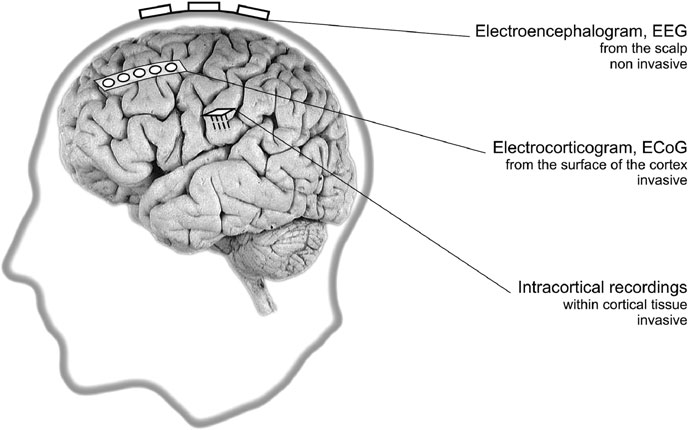 Electroencephalogram, EEG
from the scalp
non invasive
Electrocorticogram, ECoG
from the surface of the cortex
invasive
Intracortical recordings
within cortical tissue
invasive